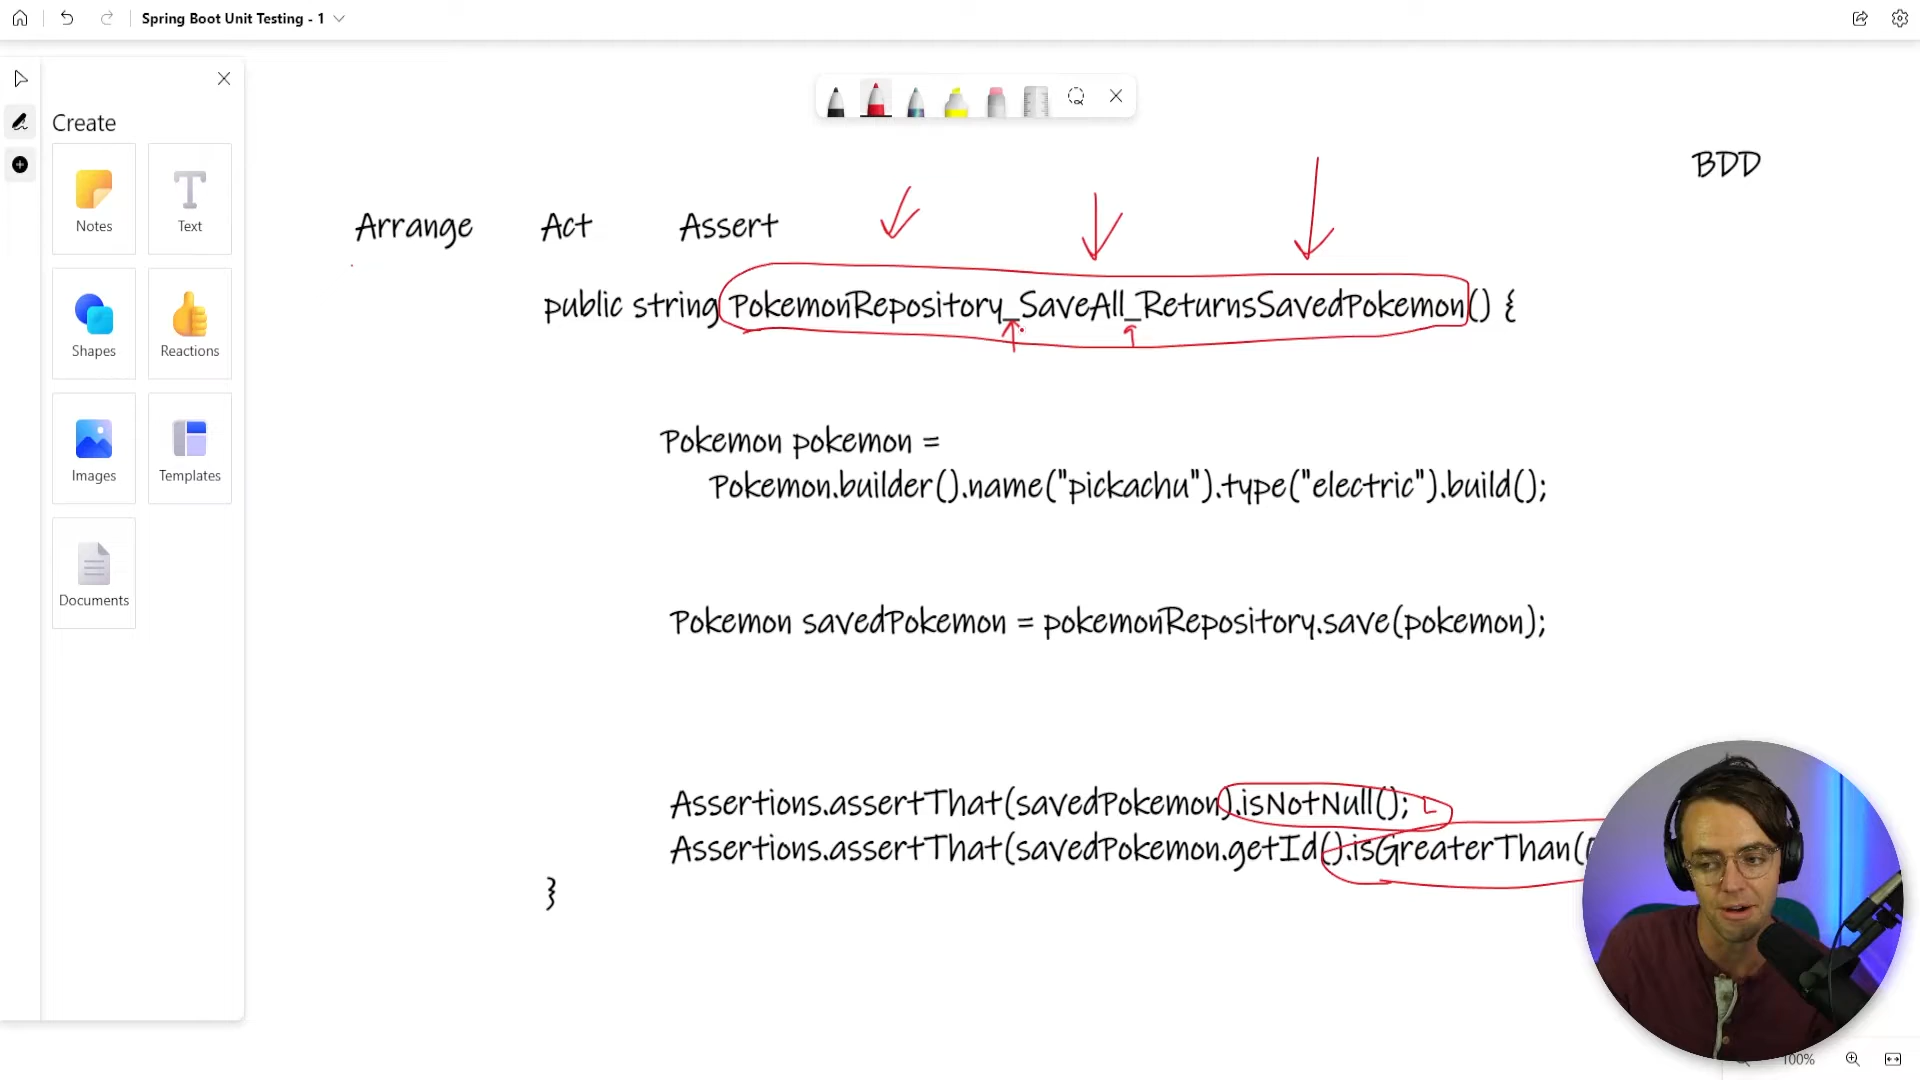 Spring Boot Unit Testing - 1
Create
Notes
Text
Shapes
Reactions
Images
Templates
Documents
BDD
Arrange Act Assert
public string PokemonRepository_SaveAll_ReturnsSavedPokemon() {
Pokemon pokemon =
Pokemon.builder().name("pickachu").type("electric").build();
Pokemon savedPokemon = pokemonRepository.save(pokemon);
Assertions.assertThat(savedPokemon).isNotNull();
Assertions.assertThat(savedPokemon.getId().isGreaterThan(
}
100%